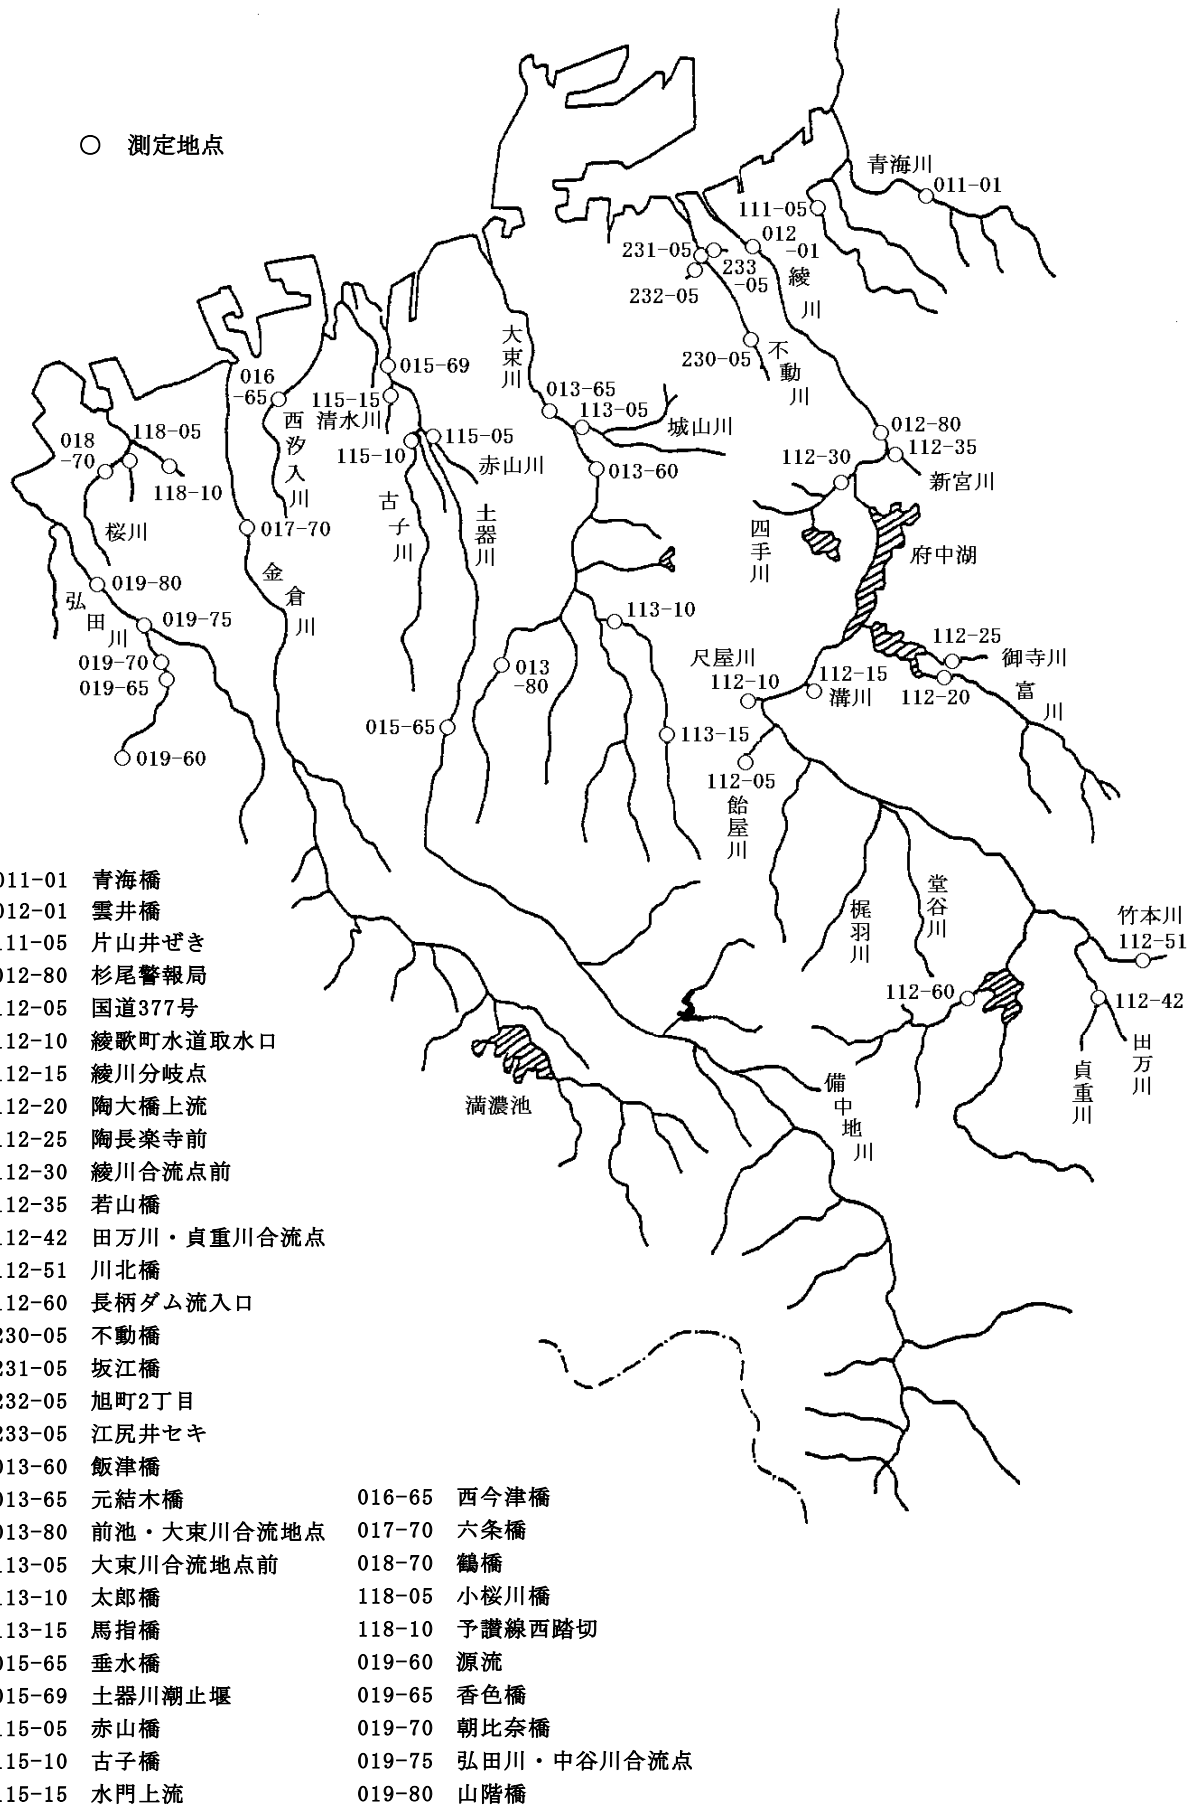 ○ 測定地点
青海川
011-01
111-05
012
-01
231-05
233
-05
232-05
綾川
大束川
230-05
不動川
016
-65
015-69
115-15
清水川
013-65
113-05
城山川
118-05
018
-70
118-10
西汐入川
115-05
115-10
赤山川
013-60
012-80
112-35
112-30
新宮川
桜川
017-70
古子川
土器川
四手川
府中湖
019-80
弘田川
019-75
金倉川
113-10
019-70
019-65
013
-80
尺屋川
112-10
112-15
溝川
112-25
御寺川
112-20
富川
015-65
113-15
019-60
112-05
飴屋川
梶羽川
堂谷川
竹本川
112-51
112-60
112-42
田万川
貞重川
備中地川
満濃池
011-01 青海橋
012-01 雲井橋
111-05 片山井ぜき
012-80 杉尾警報局
112-05 国道377号
112-10 綾歌町水道取水口
112-15 綾川分岐点
112-20 陶大橋上流
112-25 陶長楽寺前
112-30 綾川合流点前
112-35 若山橋
112-42 田万川・貞重川合流点
112-51 川北橋
112-60 長柄ダム流入口
230-05 不動橋
231-05 坂江橋
232-05 旭町2丁目
233-05 江尻井セキ
013-60 飯津橋
013-65 元結木橋
013-80 前池・大束川合流地点
113-05 大束川合流地点前
113-10 太郎橋
113-15 馬指橋
015-65 垂水橋
015-69 土器川潮止堰
115-05 赤山橋
115-10 古子橋
115-15 水門上流
016-65 西今津橋
017-70 六条橋
018-70 鶴橋
118-05 小桜川橋
118-10 予讃線西踏切
019-60 源流
019-65 香色橋
019-70 朝比奈橋
019-75 弘田川・中谷川合流点
019-80 山階橋